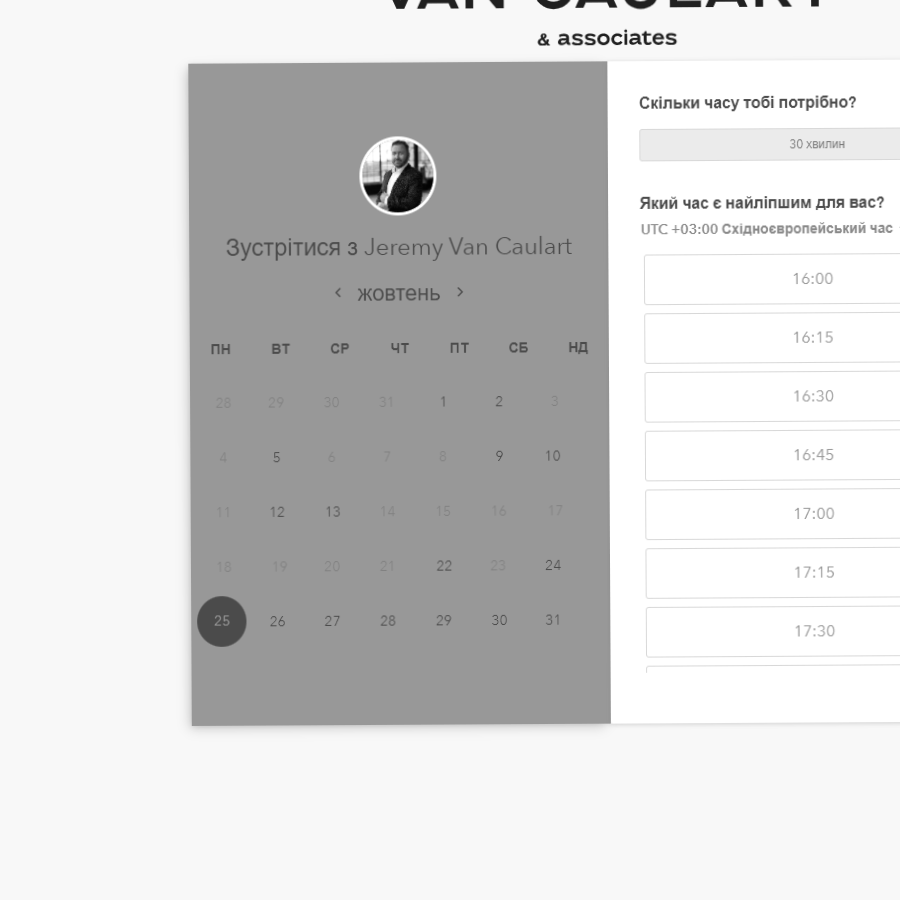 VAN CAULART
& associates
Зустрітися з Jeremy Van Caulart
‹ жовтень ›
ПН ВТ СР ЧТ ПТ СБ НД
28 29 30 31 1 2 3
4 5 6 7 8 9 10
11 12 13 14 15 16 17
18 19 20 21 22 23 24
25 26 27 28 29 30 31
Скільки часу тобі потрібно?
30 хвилин
Який час є найліпшим для вас?
UTC +03:00 Східноєвропейський час
16:00
16:15
16:30
16:45
17:00
17:15
17:30